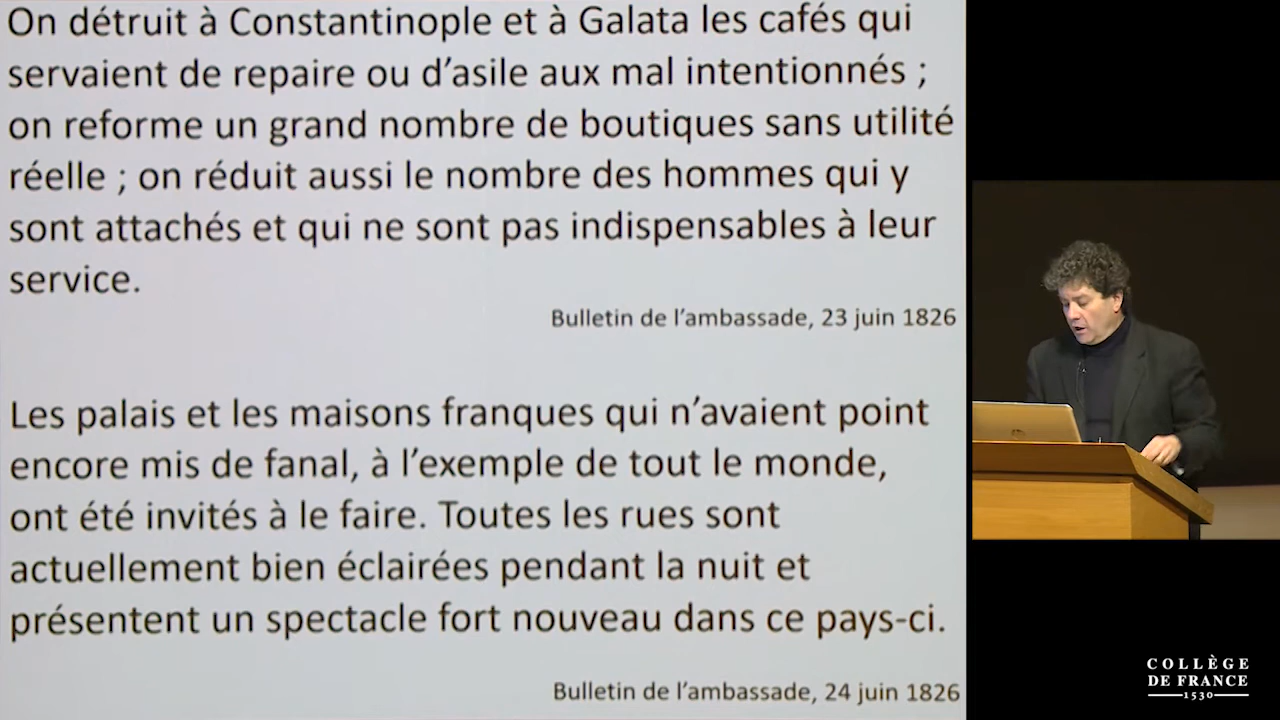 On détruit à Constantinople et à Galata les cafés qui
servaient de repaire ou d’asile aux mal intentionnés ;
on reforme un grand nombre de boutiques sans utilité
réelle ; on réduit aussi le nombre des hommes qui y
sont attachés et qui ne sont pas indispensables à leur
service.
Bulletin de l’ambassade, 23 juin 1826
Les palais et les maisons franques qui n’avaient point
encore mis de fanal, à l’exemple de tout le monde,
ont été invités à le faire. Toutes les rues sont
actuellement bien éclairées pendant la nuit et
présentent un spectacle fort nouveau dans ce pays-ci.
Bulletin de l’ambassade, 24 juin 1826
COLLÈGE
DE FRANCE
1530